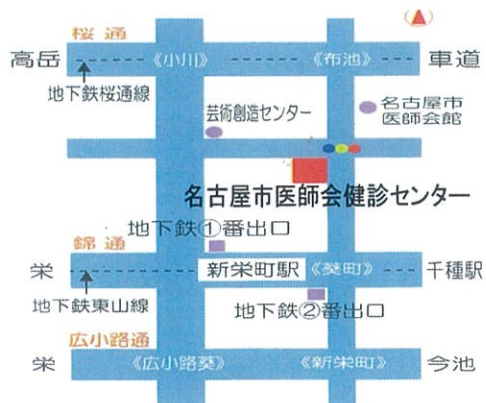 桜通
高岳
《小川》
《布池》
車道
地下鉄桜通線
芸術創造センター
名古屋市
医師会館
名古屋市医師会健診センター
地下鉄①番出口
錦通
栄
新栄町駅
《葵町》
千種駅
地下鉄東山線
地下鉄②番出口
広小路通
栄
《広小路葵》
《新栄町》
今池